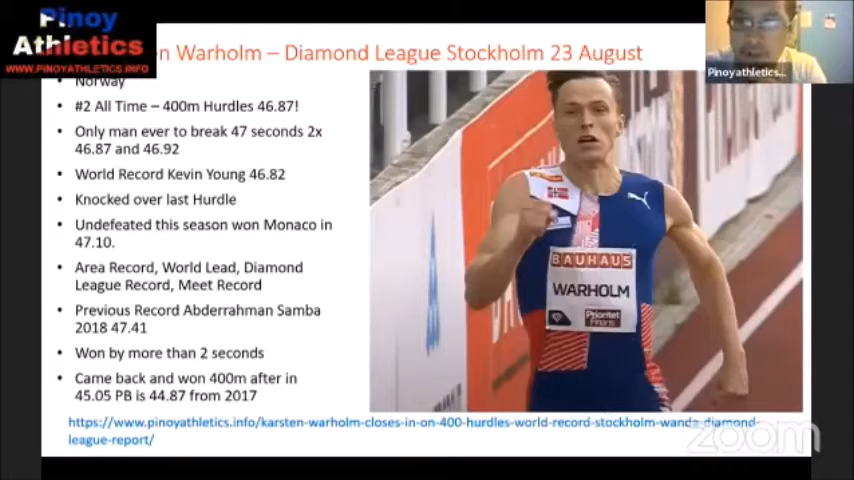 Pinoy
Athletics
WWW.PINOYATHLETICS.INFO
n Warholm – Diamond League Stockholm 23 August
Pinoyathletics...
Norway
• #2 All Time – 400m Hurdles 46.87!
• Only man ever to break 47 seconds 2x
46.87 and 46.92
• World Record Kevin Young 46.82
• Knocked over last Hurdle
• Undefeated this season won Monaco in
47.10.
• Area Record, World Lead, Diamond
League Record, Meet Record
• Previous Record Abderrahman Samba
2018 47.41
• Won by more than 2 seconds
• Came back and won 400m after in
45.05 PB is 44.87 from 2017
BAUHAUS
WARHOLM
Prioritet
Finans
https://www.pinoyathletics.info/karsten-warholm-closes-in-on-400-hurdles-world-record-stockholm-wanda-diamond-
league-report/
zoom